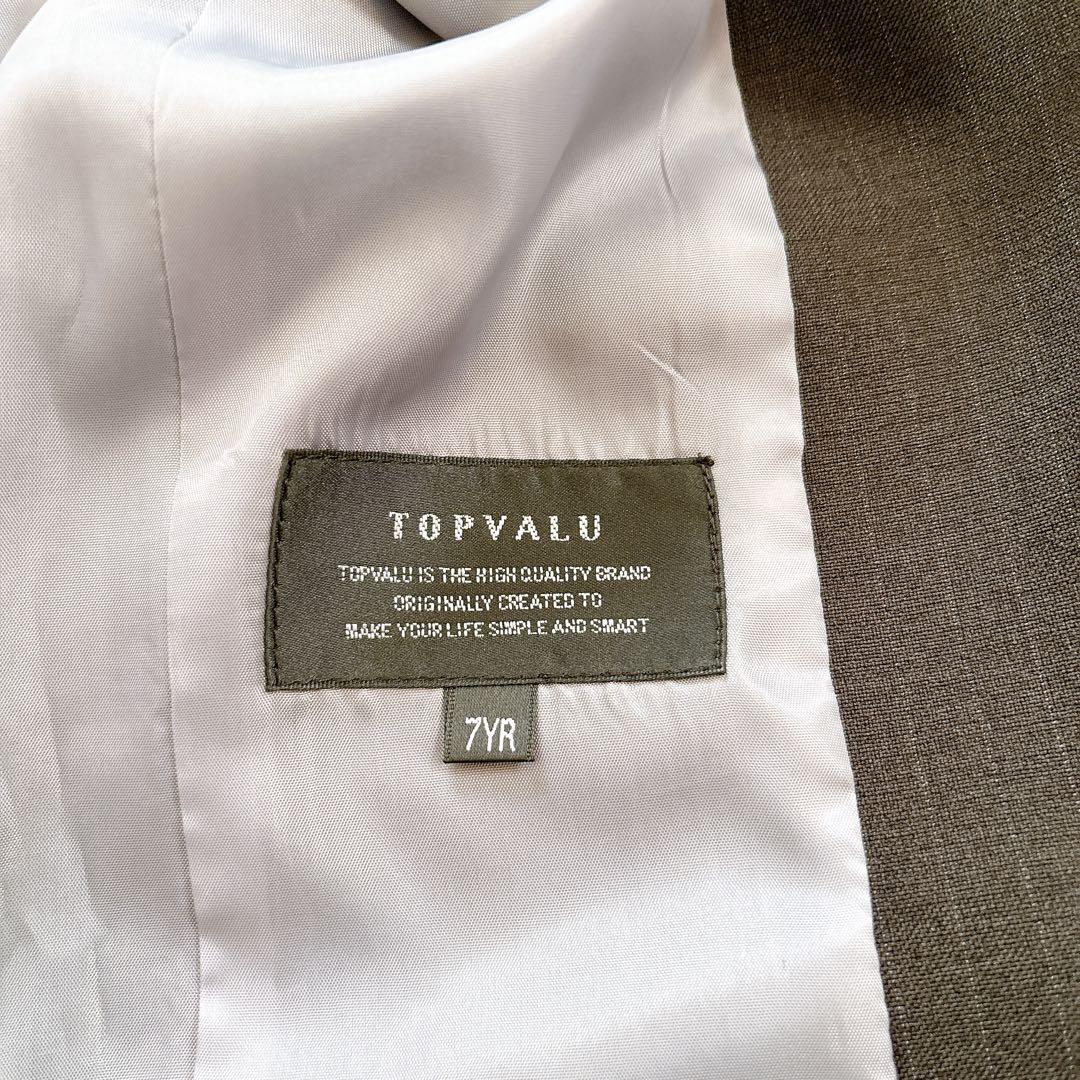 TOPVALU
TOPVALU IS THE HIGH QUALITY BRAND
ORIGINALLY CREATED TO
MAKE YOUR LIFE SIMPLE AND SMART
7YR